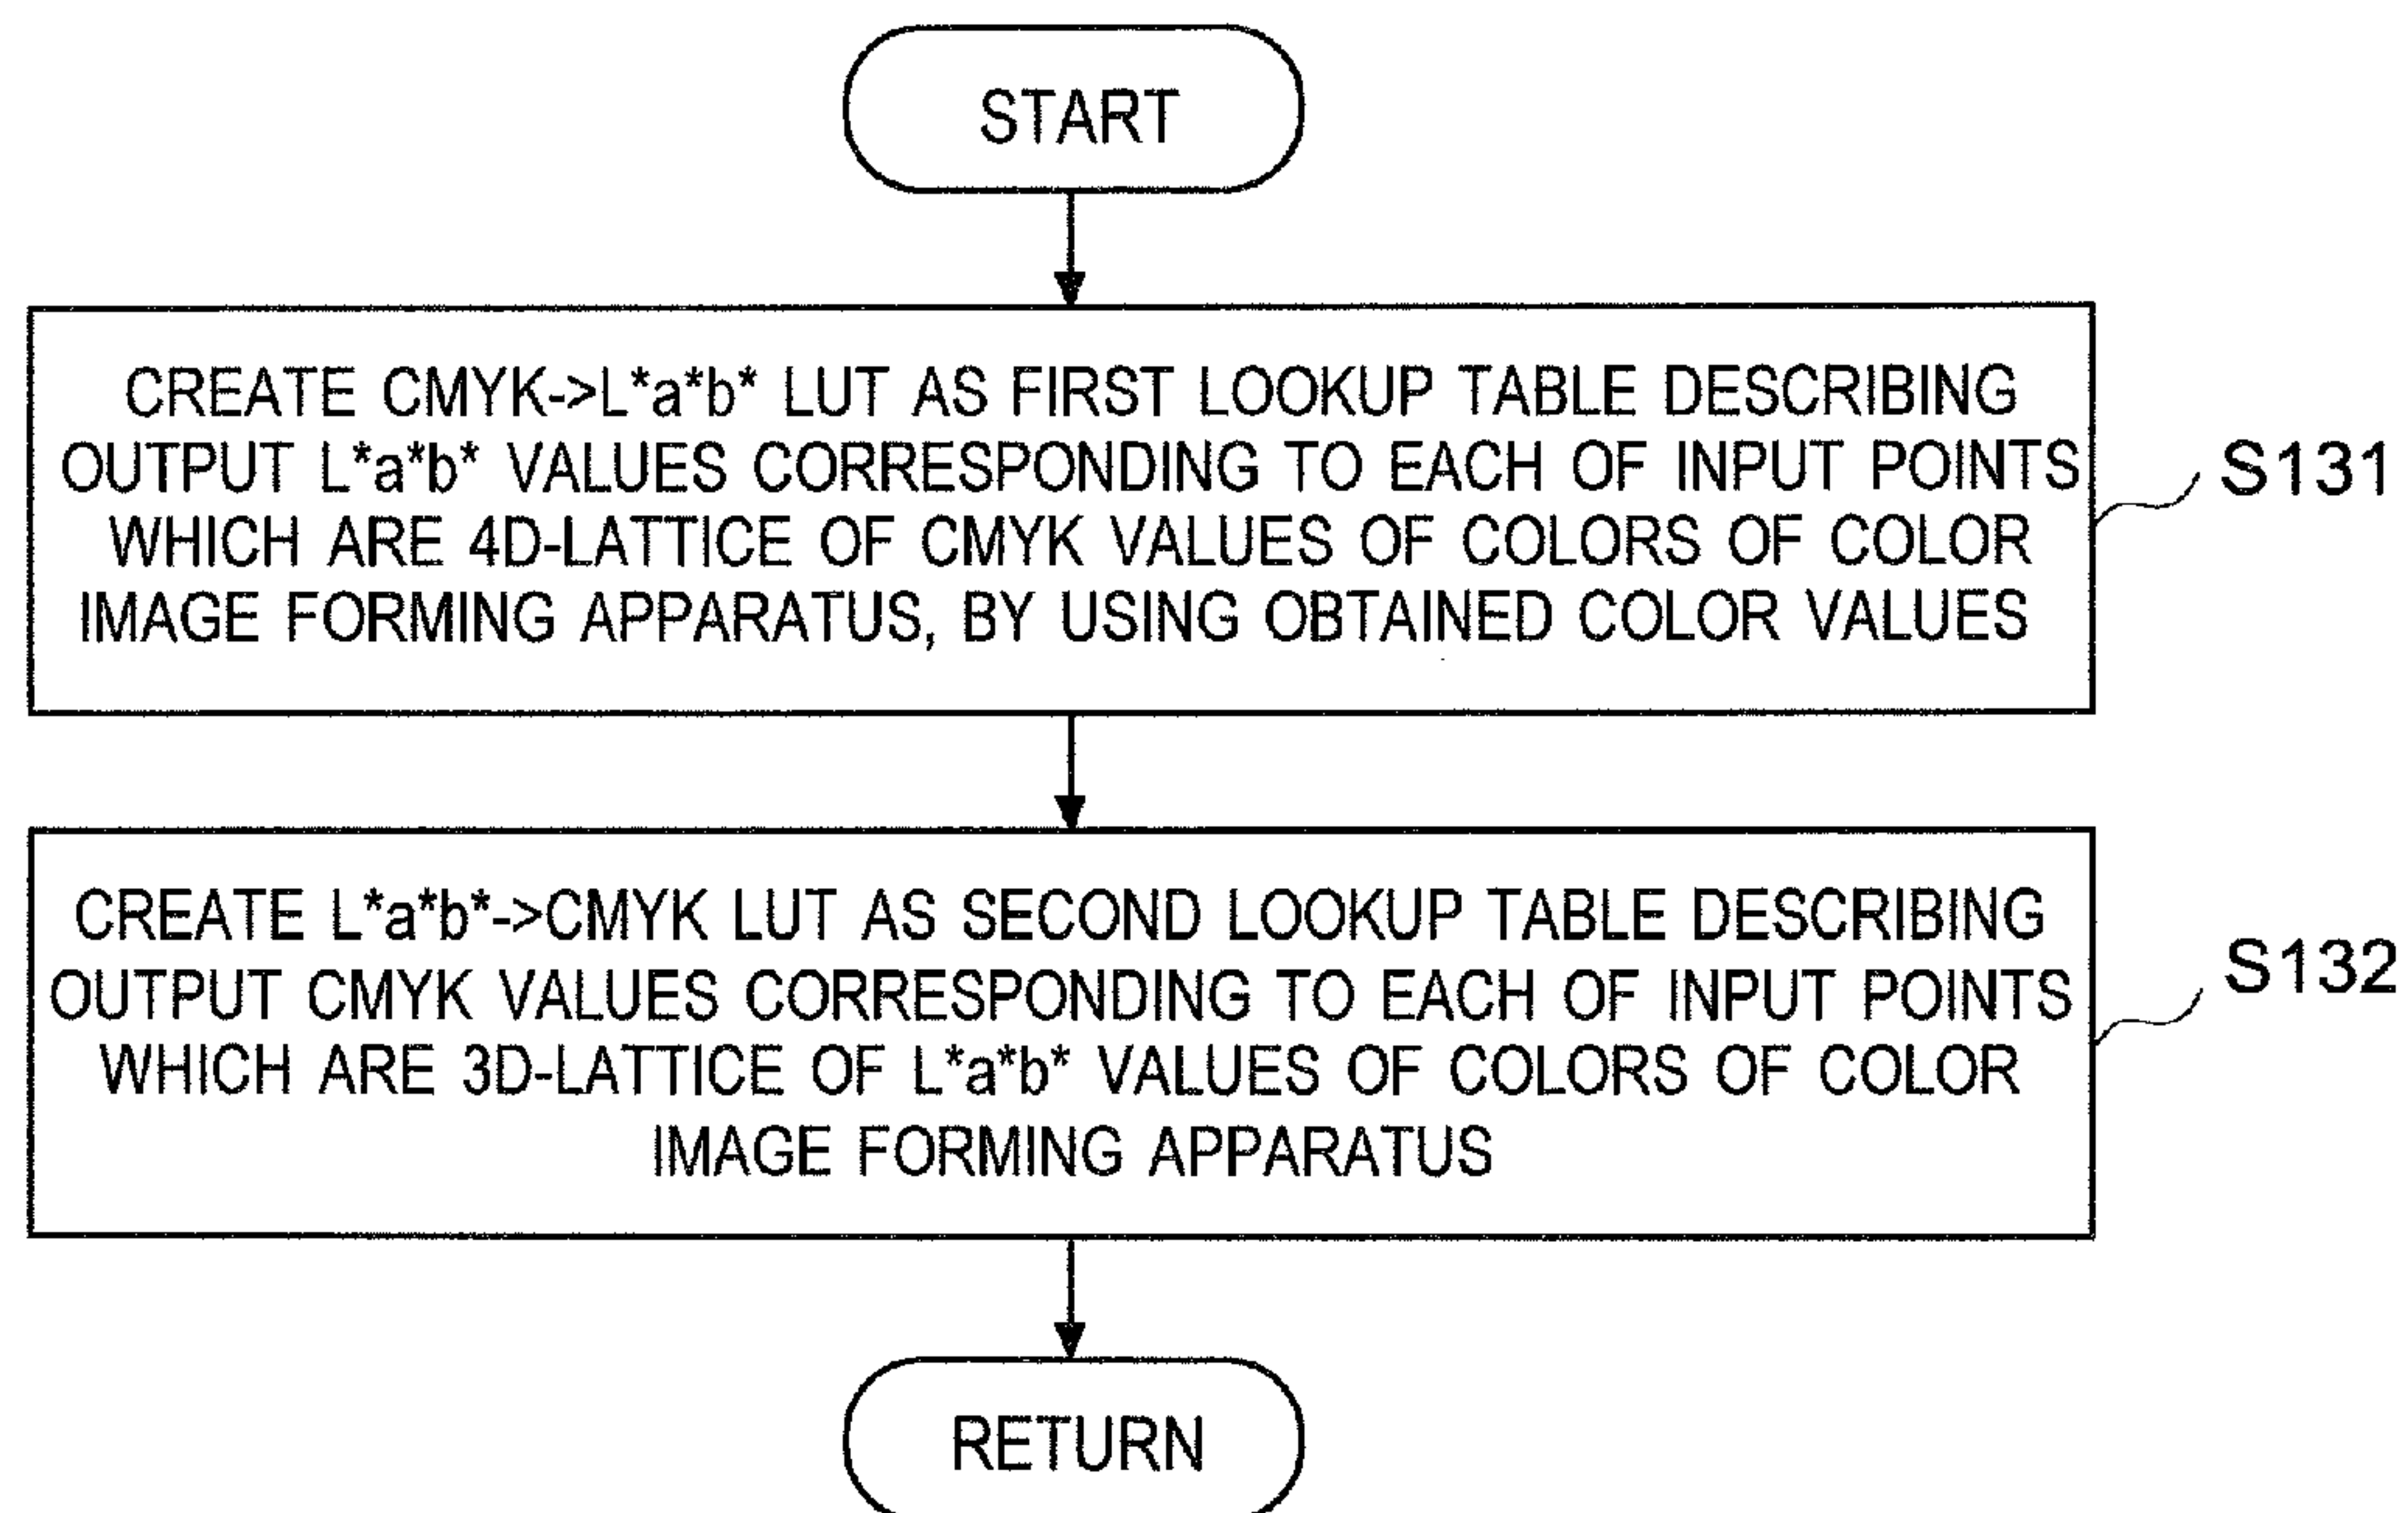 START
CREATE CMYK->L*a*b* LUT AS FIRST LOOKUP TABLE DESCRIBING
OUTPUT L*a*b* VALUES CORRESPONDING TO EACH OF INPUT POINTS
WHICH ARE 4D-LATTICE OF CMYK VALUES OF COLORS OF COLOR
IMAGE FORMING APPARATUS, BY USING OBTAINED COLOR VALUES
S131
CREATE L*a*b*->CMYK LUT AS SECOND LOOKUP TABLE DESCRIBING
OUTPUT CMYK VALUES CORRESPONDING TO EACH OF INPUT POINTS
WHICH ARE 3D-LATTICE OF L*a*b* VALUES OF COLORS OF COLOR
IMAGE FORMING APPARATUS
S132
RETURN